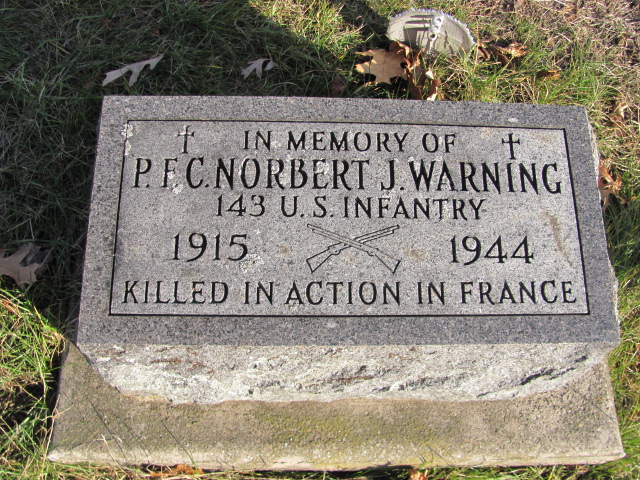 IN MEMORY OF
P.F.C. NORBERT J. WARNING
143 U.S. INFANTRY
1915 1944
KILLED IN ACTION IN FRANCE